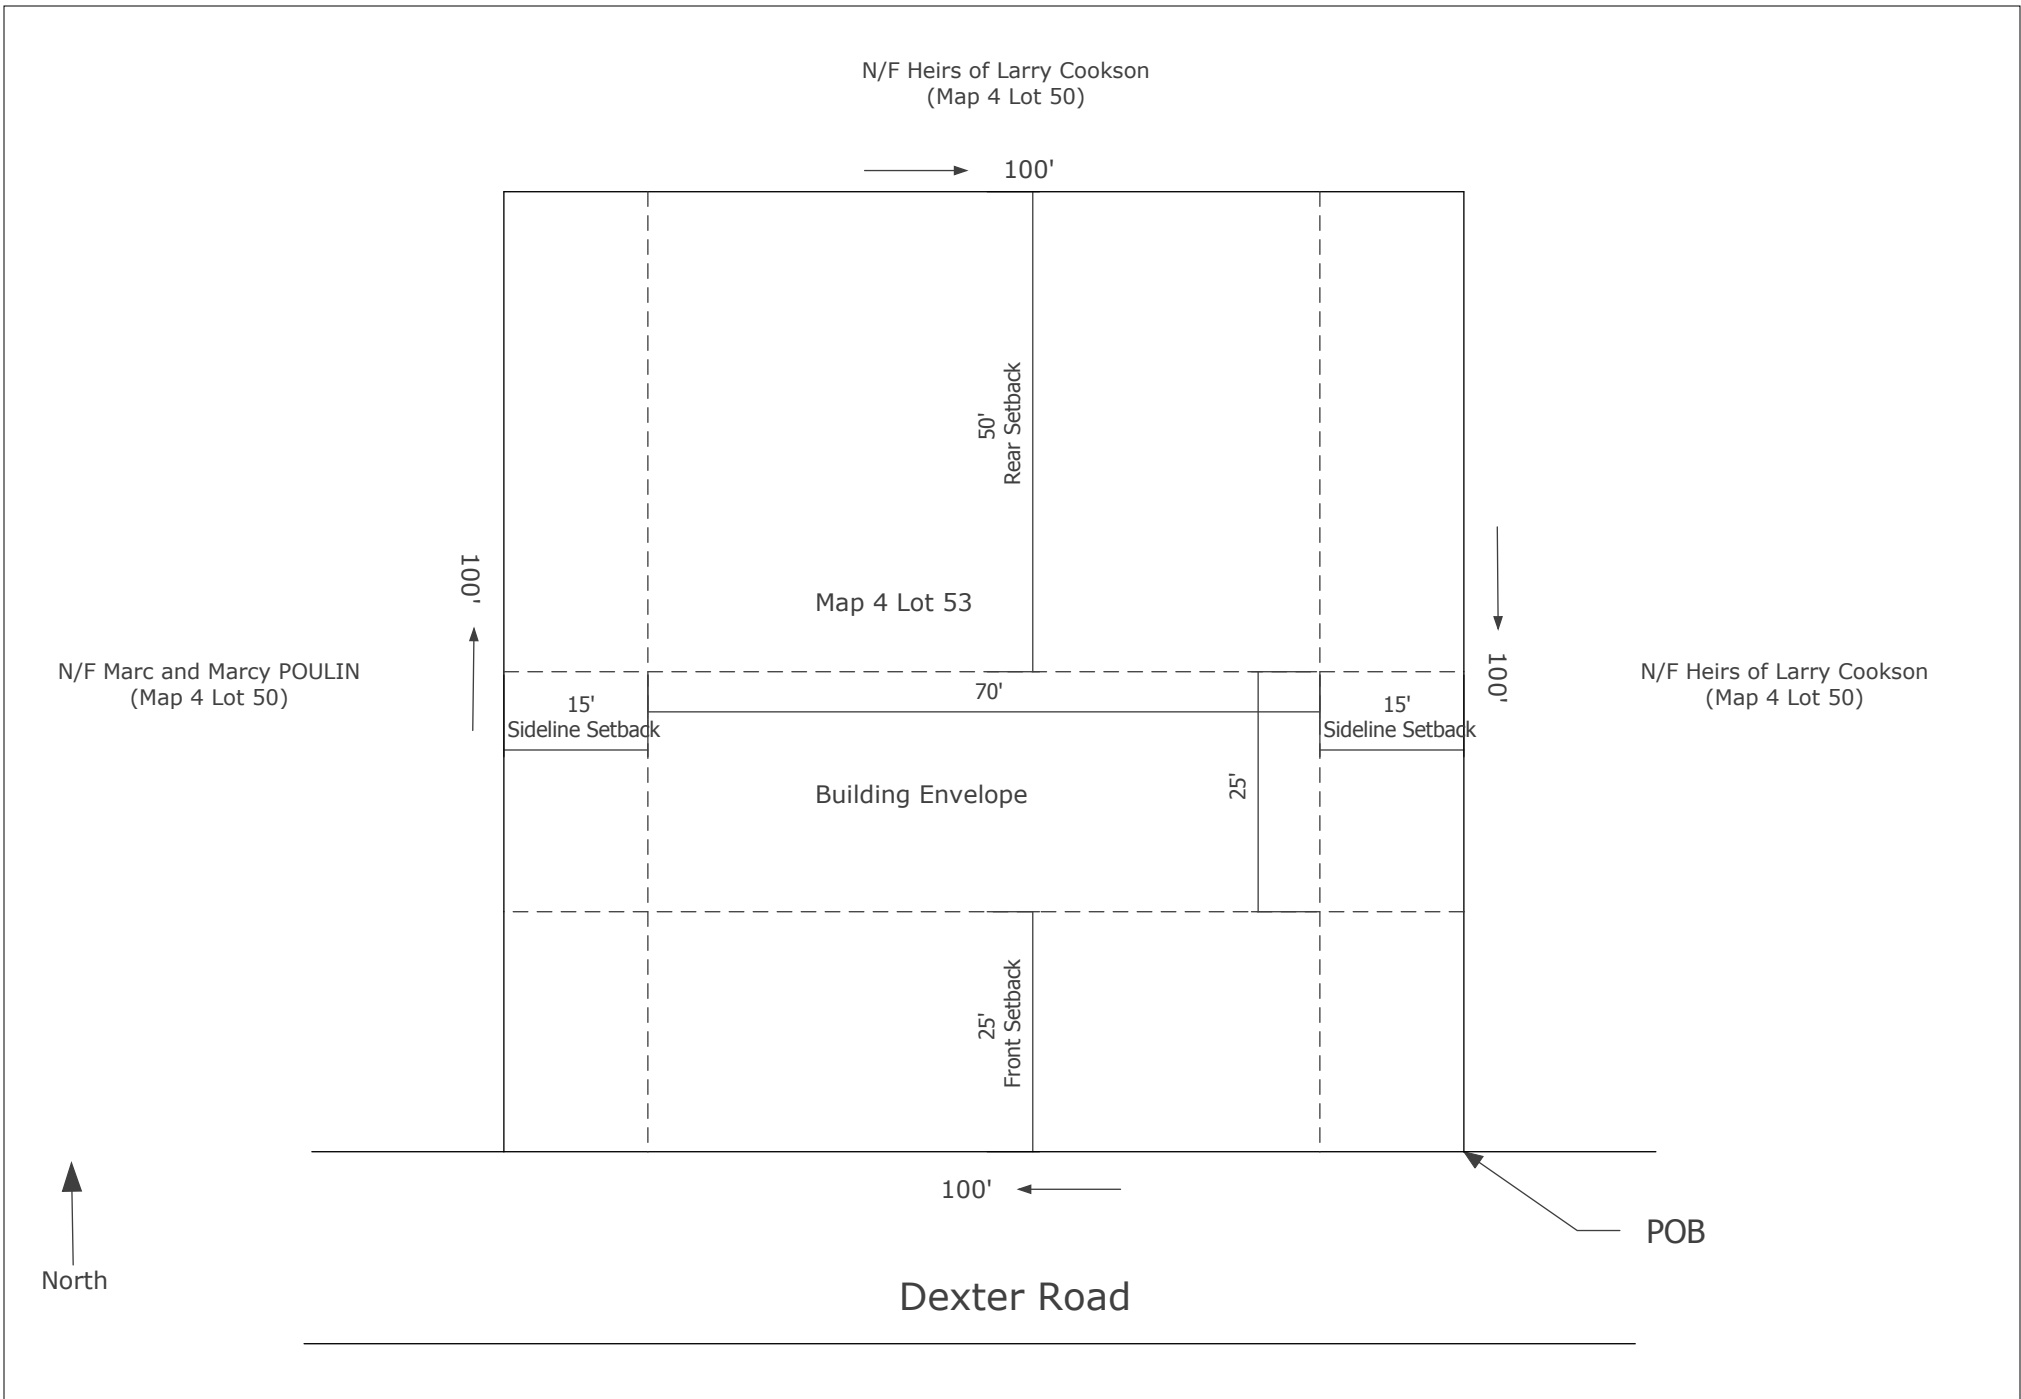 N/F Heirs of Larry Cookson
(Map 4 Lot 50)
100'
50'
Rear Setback
100'
Map 4 Lot 53
N/F Marc and Marcy POULIN
(Map 4 Lot 50)
15'
Sideline Setback
70'
15'
Sideline Setback
100'
N/F Heirs of Larry Cookson
(Map 4 Lot 50)
Building Envelope
25'
25'
Front Setback
100'
POB
North
Dexter Road